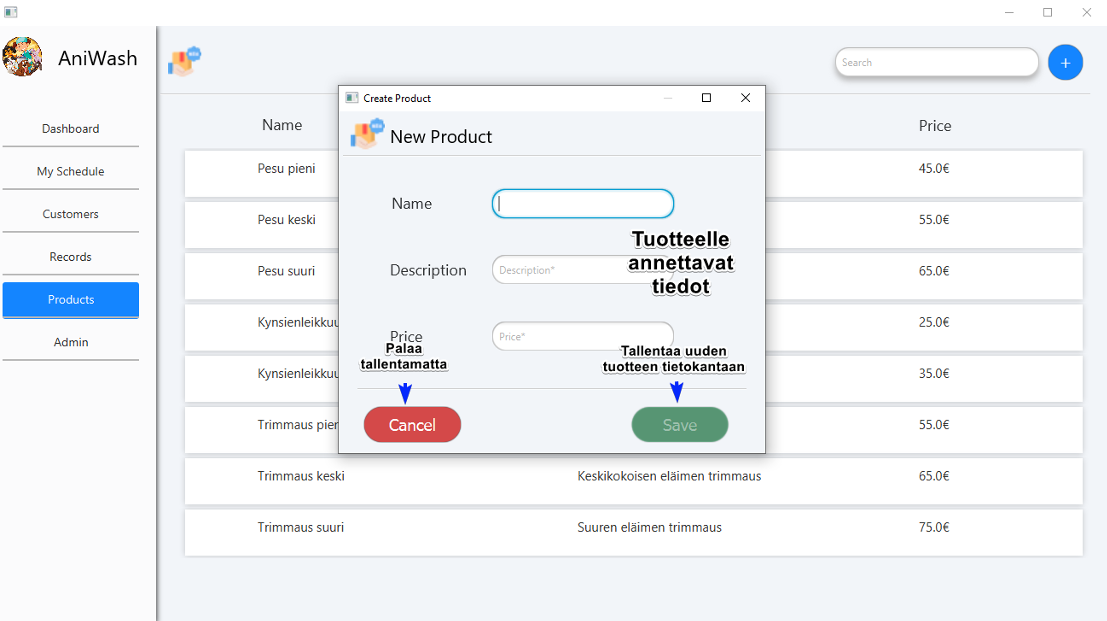 AniWash
Search
+
Dashboard
My Schedule
Customers
Records
Products
Admin
Name
Price
Pesu pieni
45.0€
Pesu keski
55.0€
Pesu suuri
65.0€
25.0€
35.0€
Trimmaus
55.0€
Trimmaus keski
Keskikokoisen eläimen trimmaus
65.0€
Trimmaus suuri
Suuren eläimen trimmaus
75.0€
Create Product
New Product
Name
Tuotteelle
annettavat
tiedot
Description
Description*
Price
Price*
Palaa
tallentamatta
Tallentaa uuden
tuotteen tietokantaan
Cancel
Save